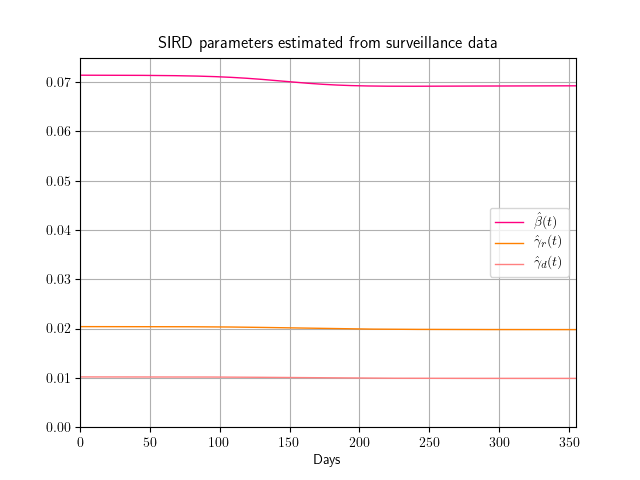 SIRD parameters estimated from surveillance data
0.07
0.06
0.05
0.04
0.03
0.02
0.01
0.00
β̂(t)
γ̂r(t)
γ̂d(t)
0 50 100 150 200 250 300 350
Days